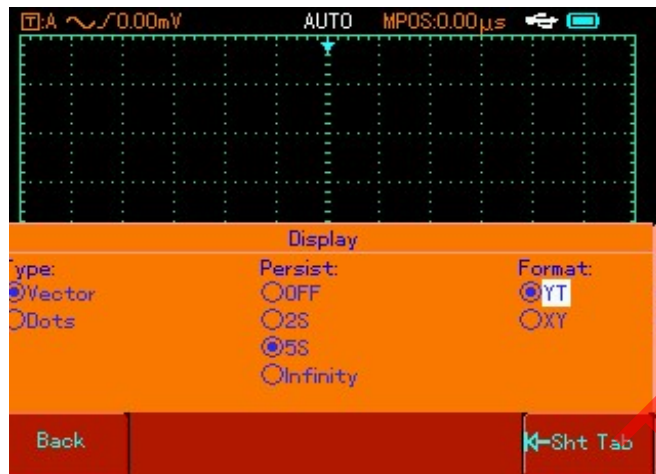 T:A 0.00mV AUTO MPOS:0.00μs
Display
Type: Persist: Format:
Vector OFF YT
Dots 2S XY
5S
Infinity
Back Sht Tab